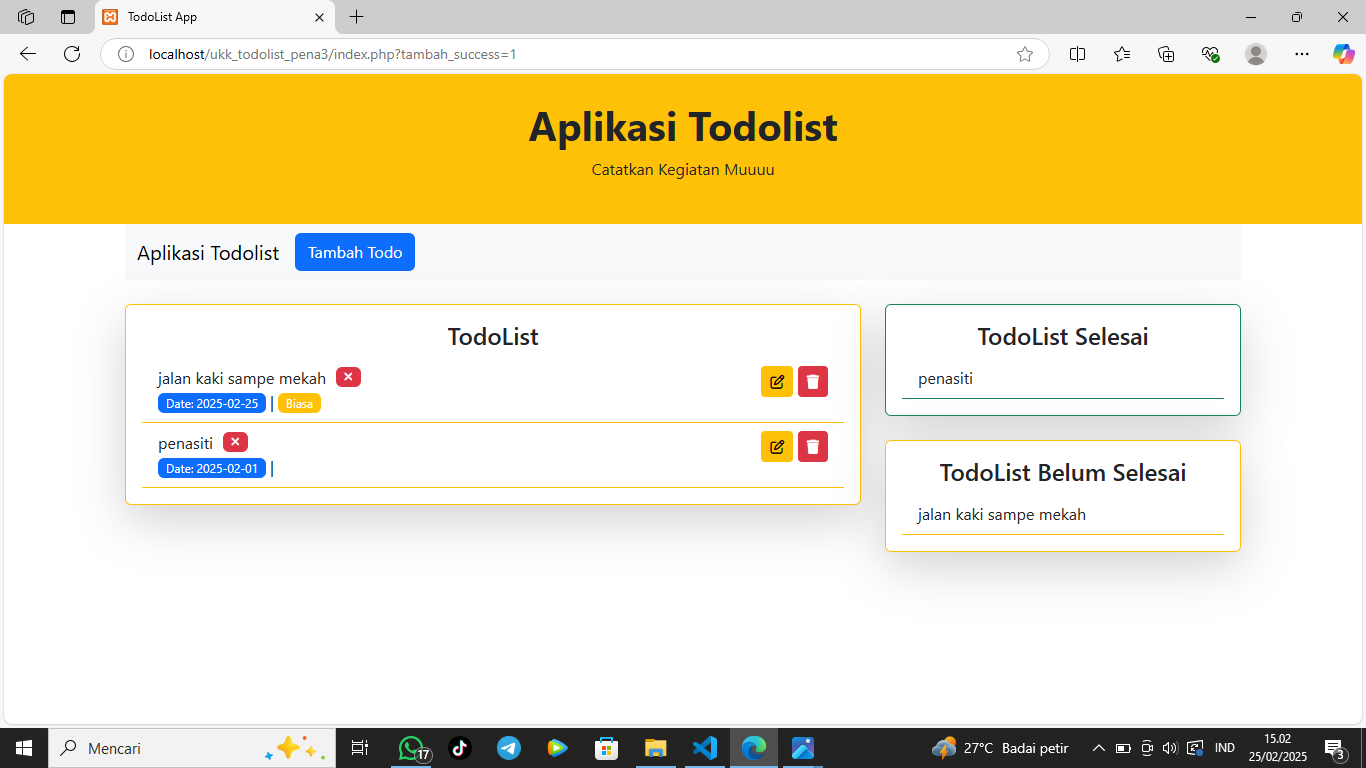 TodoList App
localhost/ukk_todolist_pena3/index.php?tambah_success=1
Aplikasi Todolist
Catatkan Kegiatan Muuuu
Aplikasi Todolist Tambah Todo
TodoList
jalan kaki sampe mekah
Date: 2025-02-25 | Biasa
penasiti
Date: 2025-02-01 |
TodoList Selesai
penasiti
TodoList Belum Selesai
jalan kaki sampe mekah
Mencari
17
27°C Badai petir
IND
15.02
25/02/2025
3